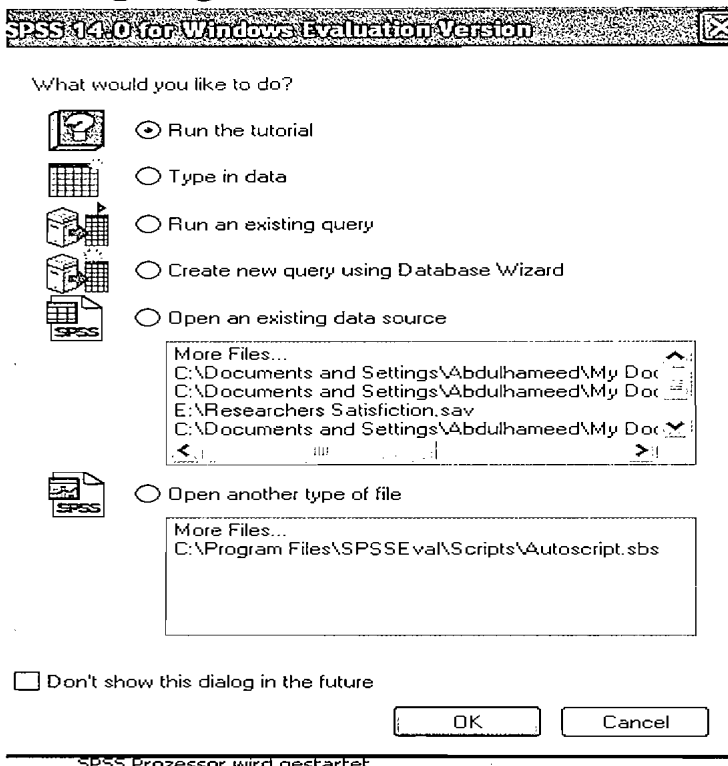 SPSS 14.0 for Windows Evaluation Version
What would you like to do?
Run the tutorial
Type in data
Run an existing query
Create new query using Database Wizard
SPSS
Open an existing data source
More Files...
C:\Documents and Settings\Abdulhameed\My Doc
C:\Documents and Settings\Abdulhameed\My Doc
E:\Researchers Satisfiction.sav
C:\Documents and Settings\Abdulhameed\My Doc
SPSS
Open another type of file
More Files...
C:\Program Files\SPSSEval\Scripts\Autoscript.sbs
Don't show this dialog in the future
OK
Cancel
SPSS Prozessor wird gestartet